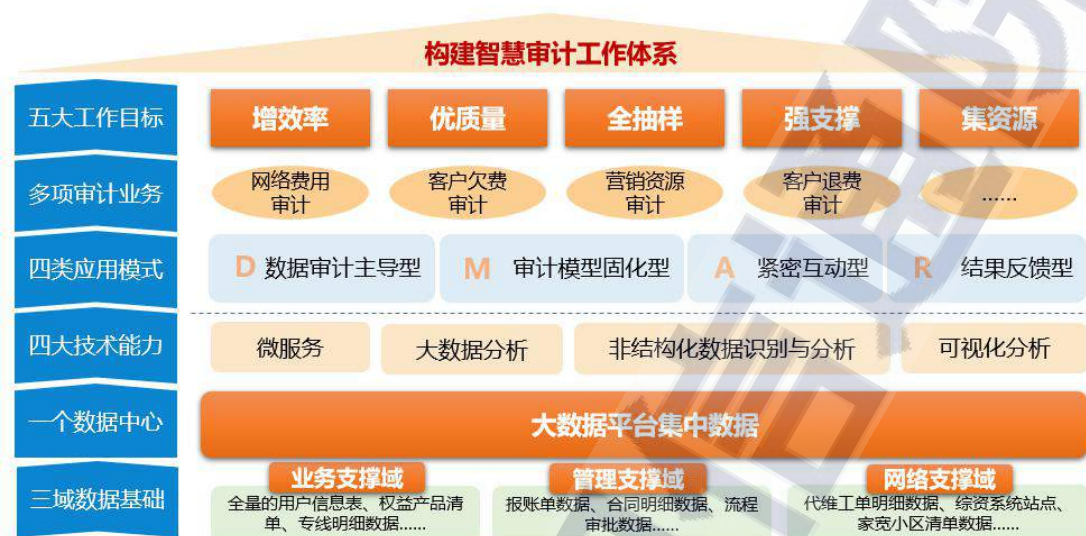 构建智慧审计工作体系
五大工作目标
增效率
优质量
全抽样
强支撑
集资源
多项审计业务
网络费用
审计
客户欠费
审计
营销资源
审计
客户退费
审计
......
四类应用模式
D 数据审计主导型
M 审计模型固化型
A 紧密互动型
R 结果反馈型
四大技术能力
微服务
大数据分析
非结构化数据识别与分析
可视化分析
一个数据中心
大数据平台集中数据
三域数据基础
业务支撑域
全量的用户信息表、权益产品清
单、专线明细数据......
管理支撑域
报账单数据、合同明细数据、流程
审批数据......
网络支撑域
代维工单明细数据、综资系统站点、
家宽小区清单数据......